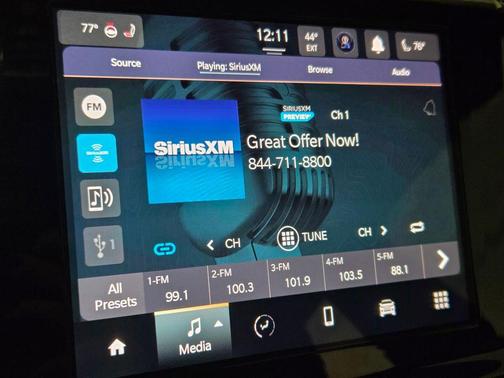 77° 12:11 44° EXT 76°
Source Playing: SiriusXM Browse Audio
FM
SIRIUSXM PREVIEW Ch 1
SiriusXM
Great Offer Now!
844-711-8800
1
CH TUNE CH
All Presets
1-FM 2-FM 3-FM 4-FM 5-FM
99.1 100.3 101.9 103.5 88.1
Media